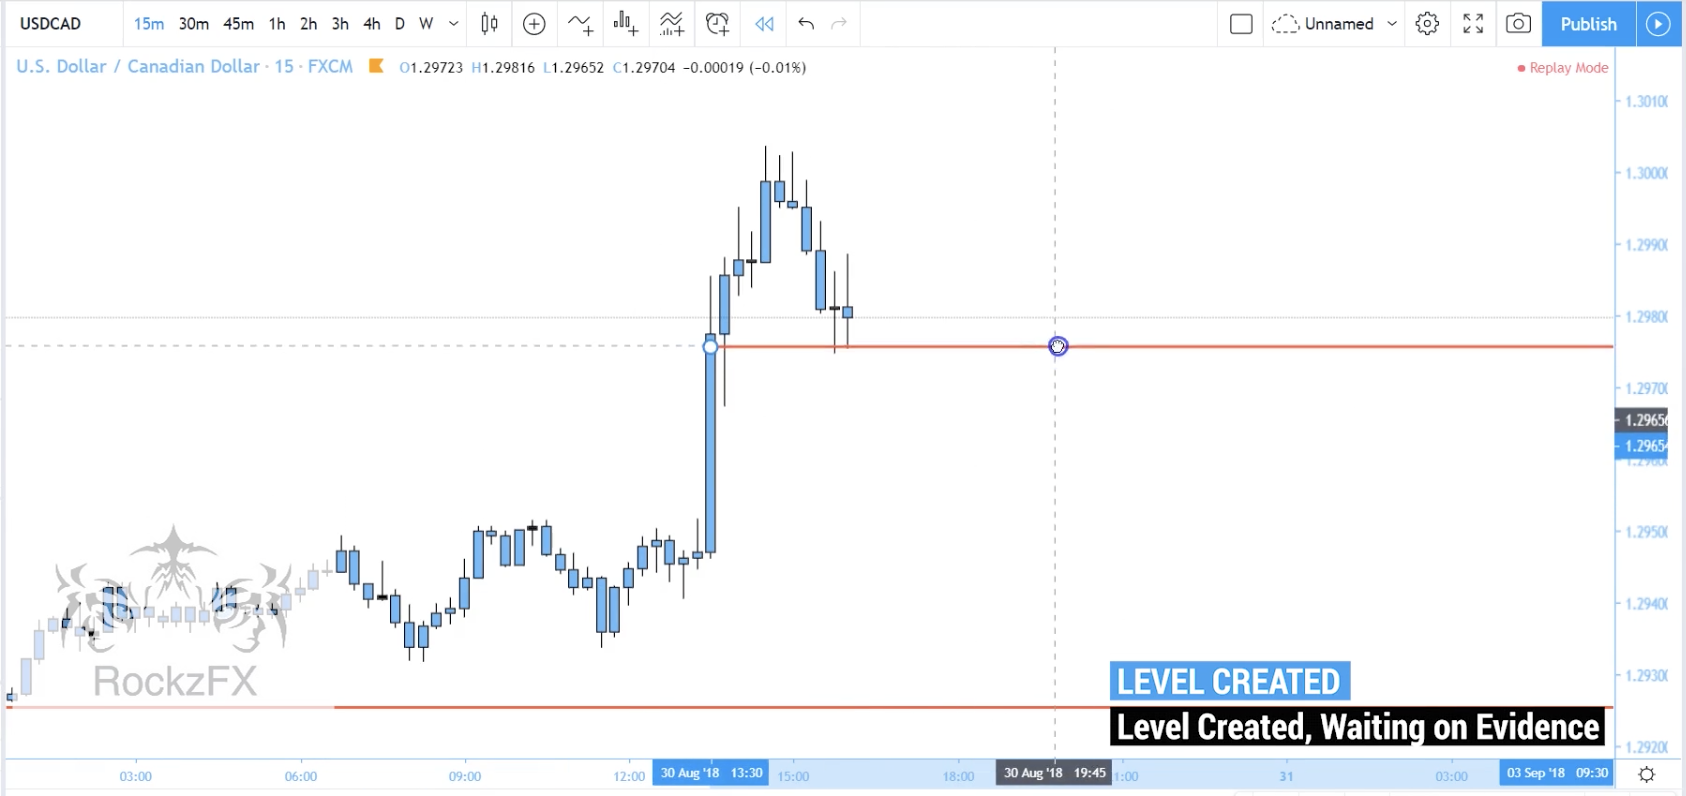 USDCAD 15m 30m 45m 1h 2h 3h 4h D W Unnamed Publish
U.S. Dollar / Canadian Dollar · 15 · FXCM O1.29723 H1.29816 L1.29652 C1.29704 −0.00019 (−0.01%) Replay Mode
1.3010
1.3000
1.2990
1.2980
1.2970
1.2965
1.2965
1.2950
1.2940
1.2930
1.2920
RockzFX
LEVEL CREATED
Level Created, Waiting on Evidence
03:00 06:00 09:00 12:00 30 Aug '18 13:30 15:00 18:00 30 Aug '18 19:45 1:00 31 03:00 03 Sep '18 09:30